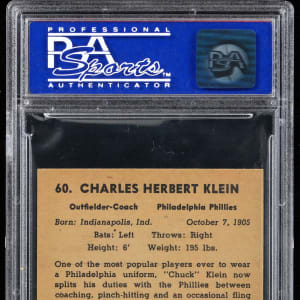 PROFESSIONAL
PSA
Sports
TM
AUTHENTICATOR
PSA
60. CHARLES HERBERT KLEIN
Outfielder-Coach Philadelphia Phillies
Born: Indianapolis, Ind. October 7, 1905
Bats: Left Throws: Right
Height: 6' Weight: 195 lbs.
One of the most popular players ever to wear
a Philadelphia uniform, "Chuck" Klein now
splits his duties with the Phillies between
coaching, pinch-hitting and an occasional fling